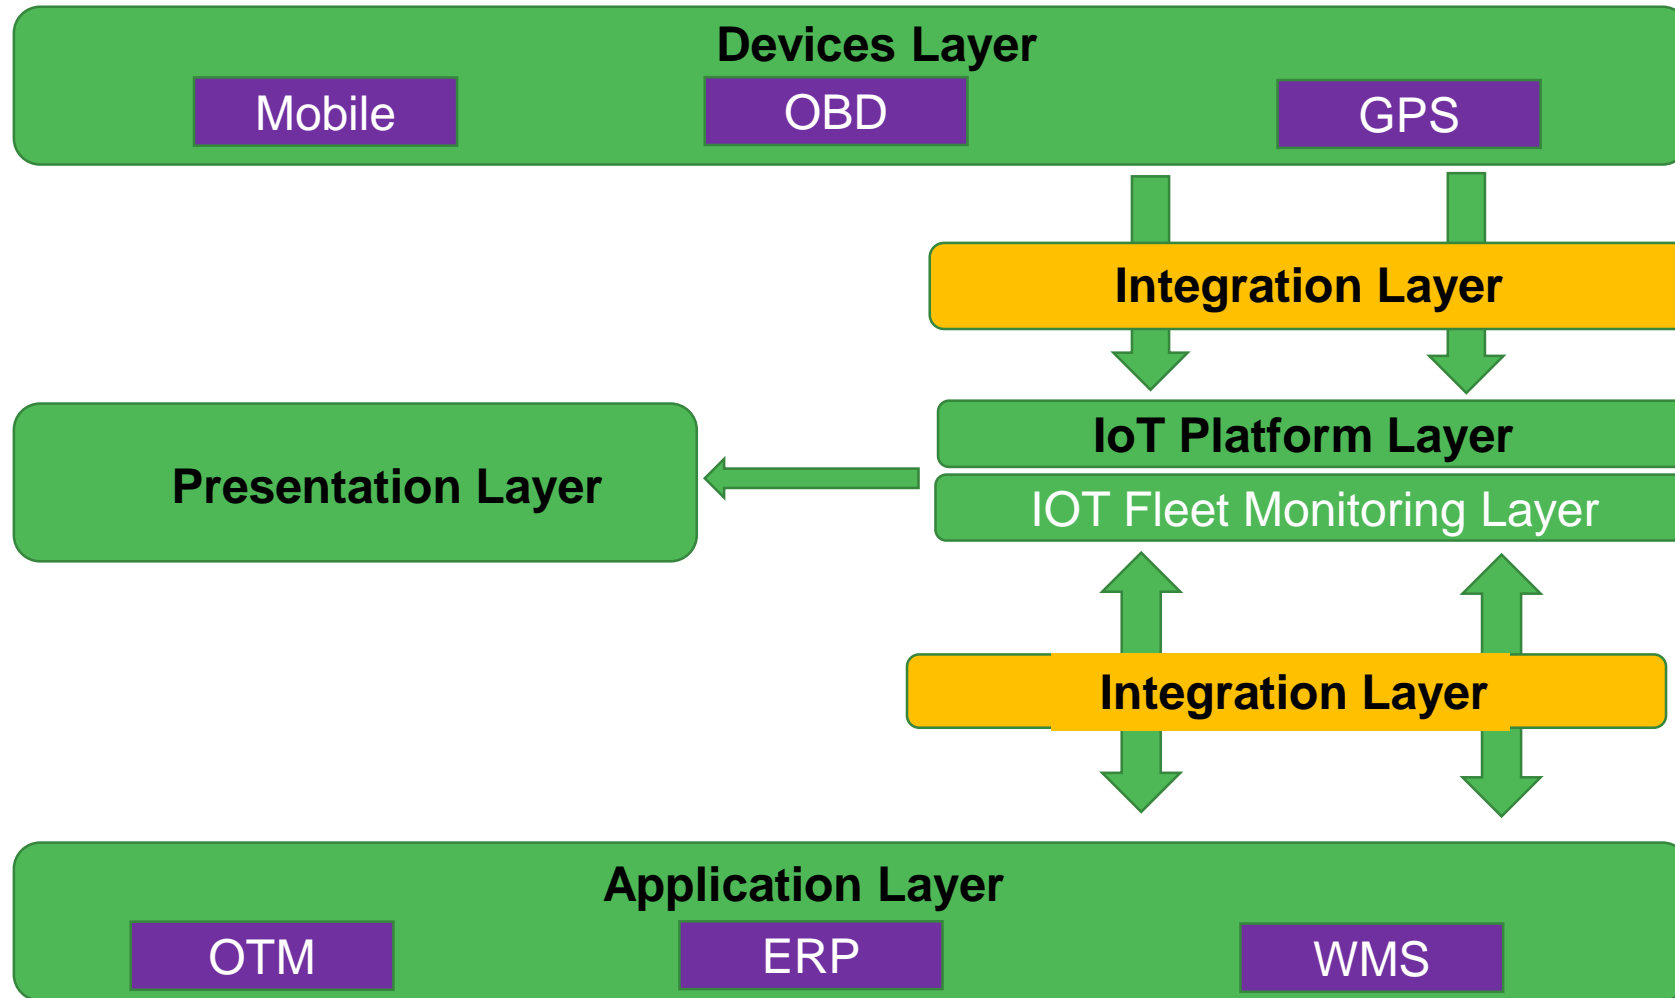 Devices Layer
Mobile
OBD
GPS
Integration Layer
IoT Platform Layer
Presentation Layer
IOT Fleet Monitoring Layer
Integration Layer
Application Layer
OTM
ERP
WMS